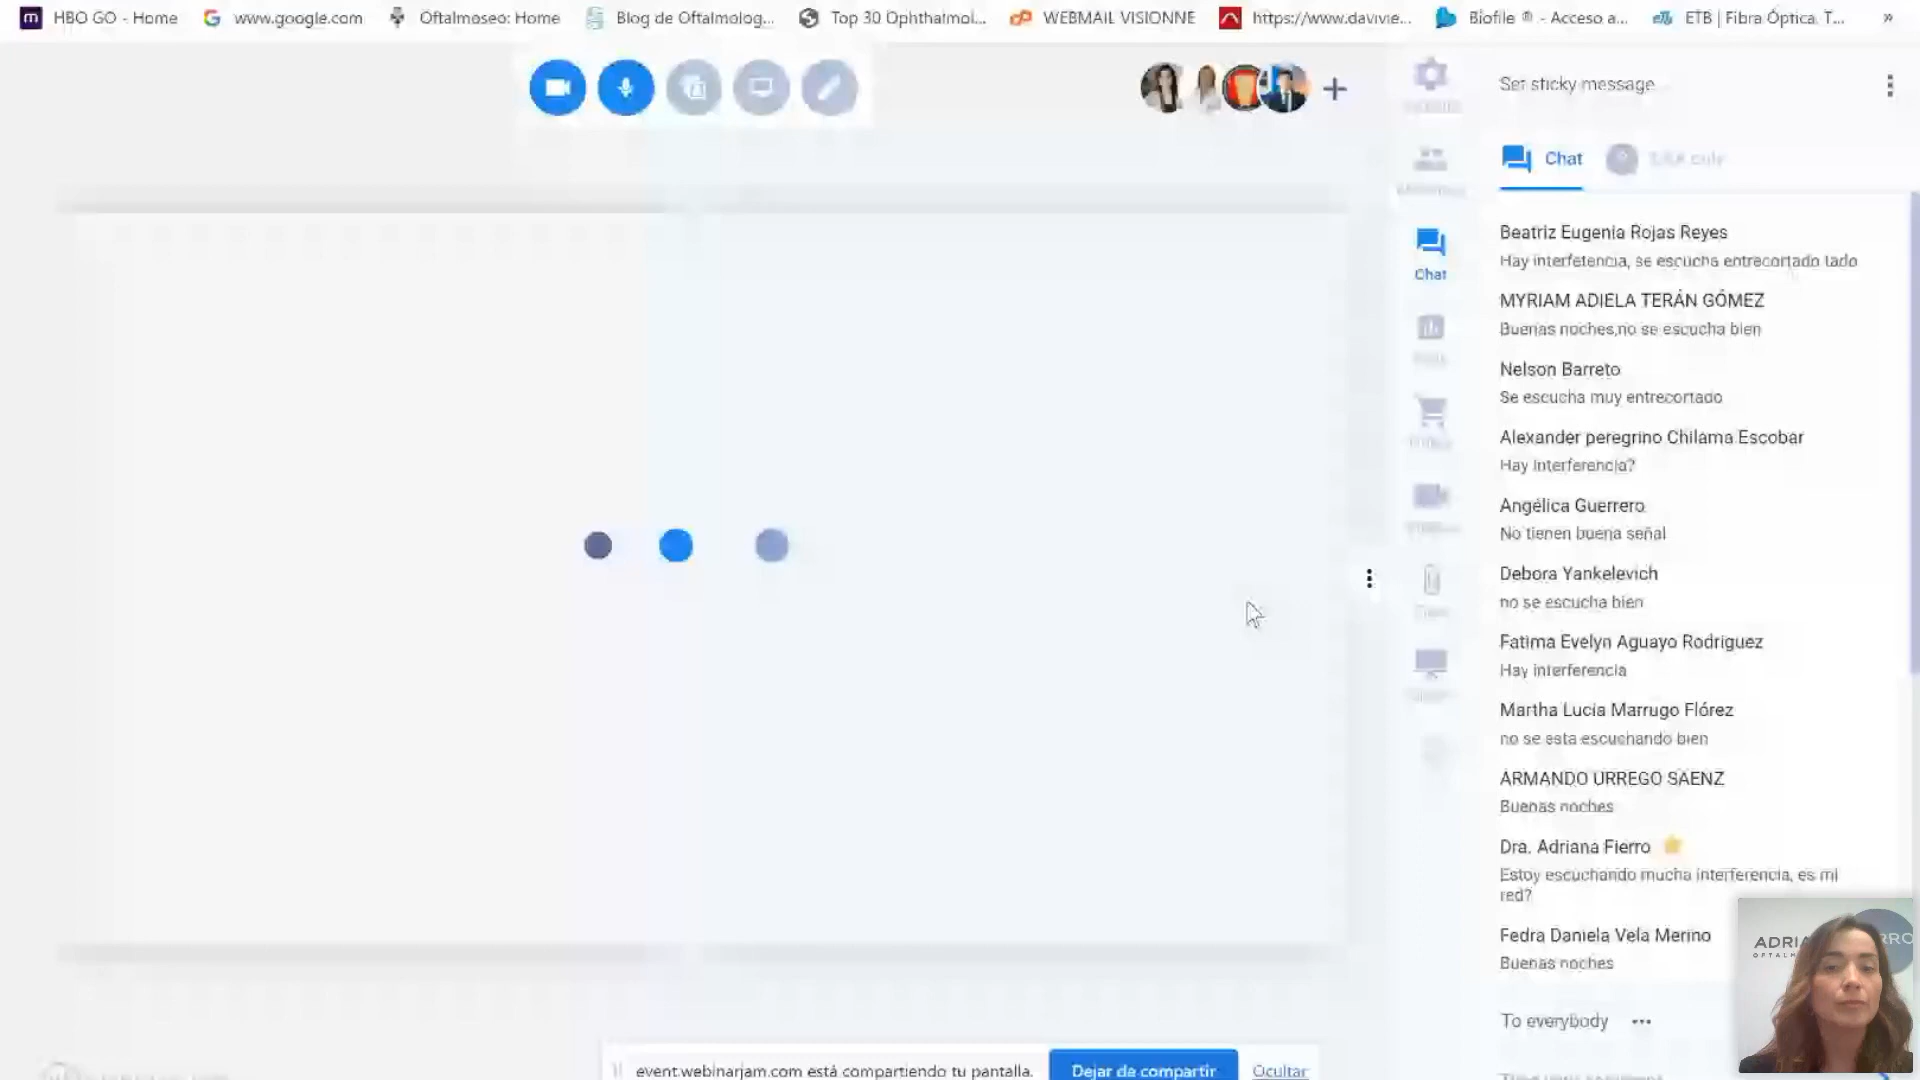 HBO GO - Home
www.google.com
Oftalmoseo: Home
Blog de Oftalmolog...
Top 30 Ophthalmol...
WEBMAIL VISIONNE
https://www.davivie...
Biofile ® - Acceso a...
ETB | Fibra Óptica, T...
»
Set sticky message
Chat
Beatriz Eugenia Rojas Reyes
Hay interfetencia, se escucha entrecortado tado
Chat
MYRIAM ADIELA TERÁN GÓMEZ
Buenas noches,no se escucha bien
Nelson Barreto
Se escucha muy entrecortado
Alexander peregrino Chilama Escobar
Hay Interferencia?
Angélica Guerrero
No tienen buena señal
Debora Yankelevich
no se escucha bien
Fatima Evelyn Aguayo Rodriguez
Hay interferencia
Martha Lucia Marrugo Flórez
no se esta escuchando bien
ARMANDO URREGO SAENZ
Buenas noches
Dra. Adriana Fierro
Estoy escuchando mucha interferencia, es mi
red?
Fedra Daniela Vela Merino
Buenas noches
To everybody
event.webinarjam.com está compartiendo tu pantalla.
Dejar de compartir
Ocultar